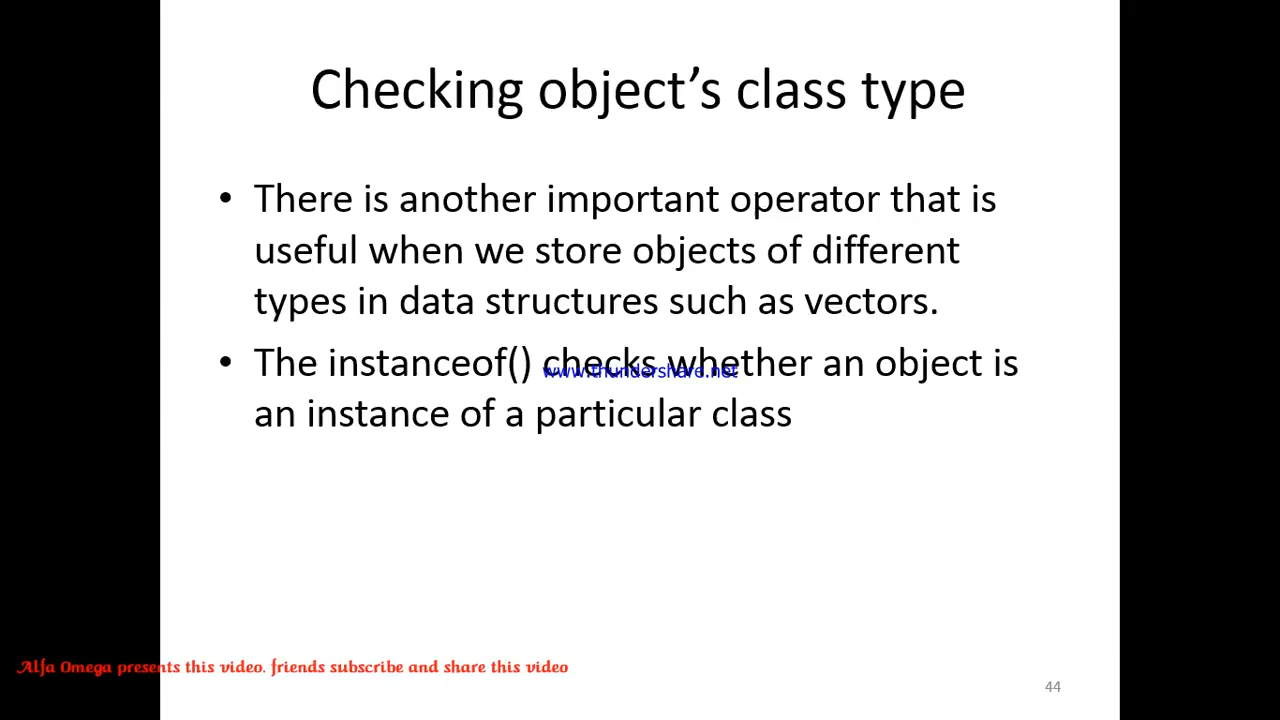 Checking object’s class type
• There is another important operator that is
useful when we store objects of different
types in data structures such as vectors.
• The instanceof() checks whether an object is
www.thundershare.net
an instance of a particular class
Alfa Omega presents this video. friends subscribe and share this video
44